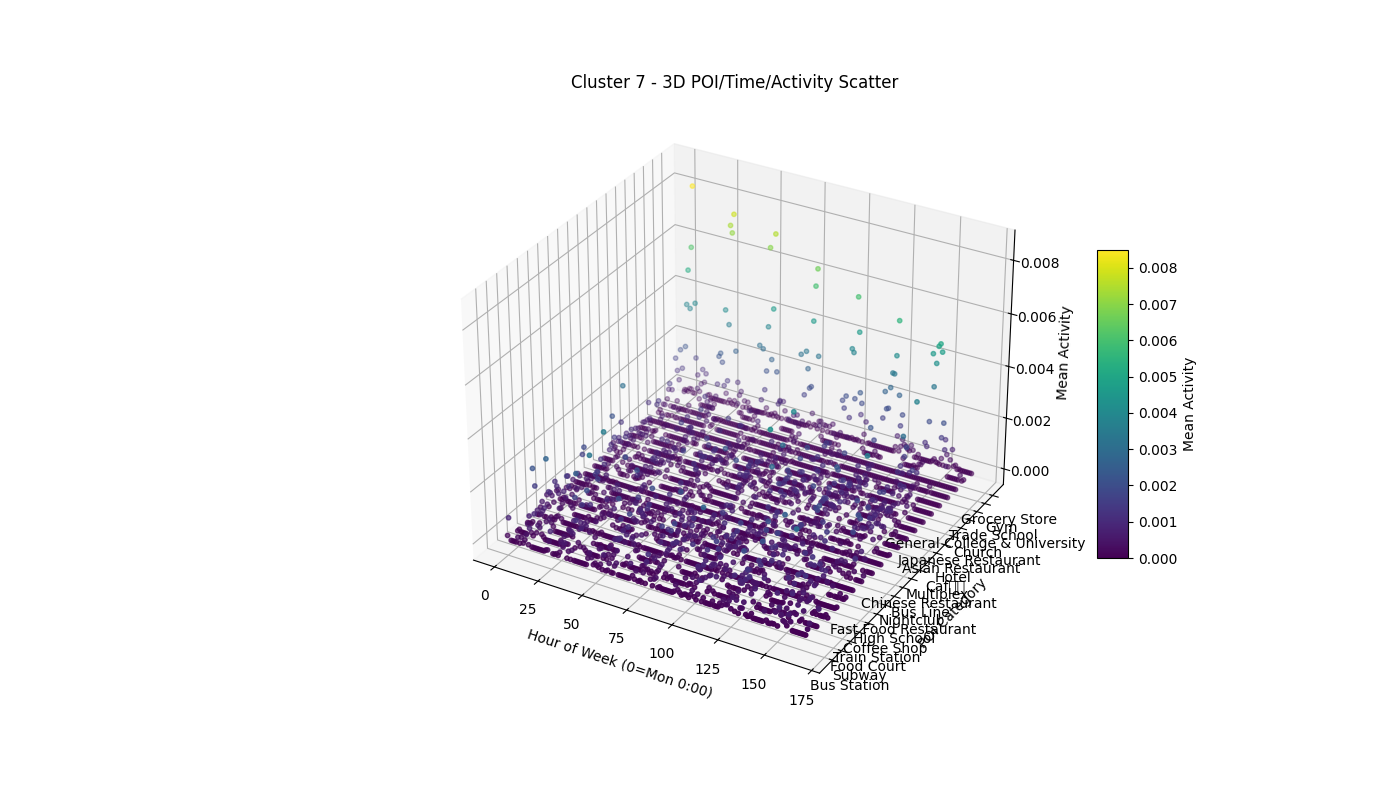 Cluster 7 - 3D POI/Time/Activity Scatter
0.008
0.006
0.004
0.002
0.000
Mean Activity
0.008
0.007
0.006
0.005
0.004
0.003
0.002
0.001
0.000
Mean Activity
0
25
50
75
100
125
150
175
Hour of Week (0=Mon 0:00)
Grocery Store
Gym
Trade School
General College & University
Church
Japanese Restaurant
Asian Restaurant
Hotel
Caf□□
Multiplex
Chinese Restaurant
Bus Line
Nightclub
Fast Food Restaurant
High School
Coffee Shop
Train Station
Food Court
Subway
Bus Station
Category